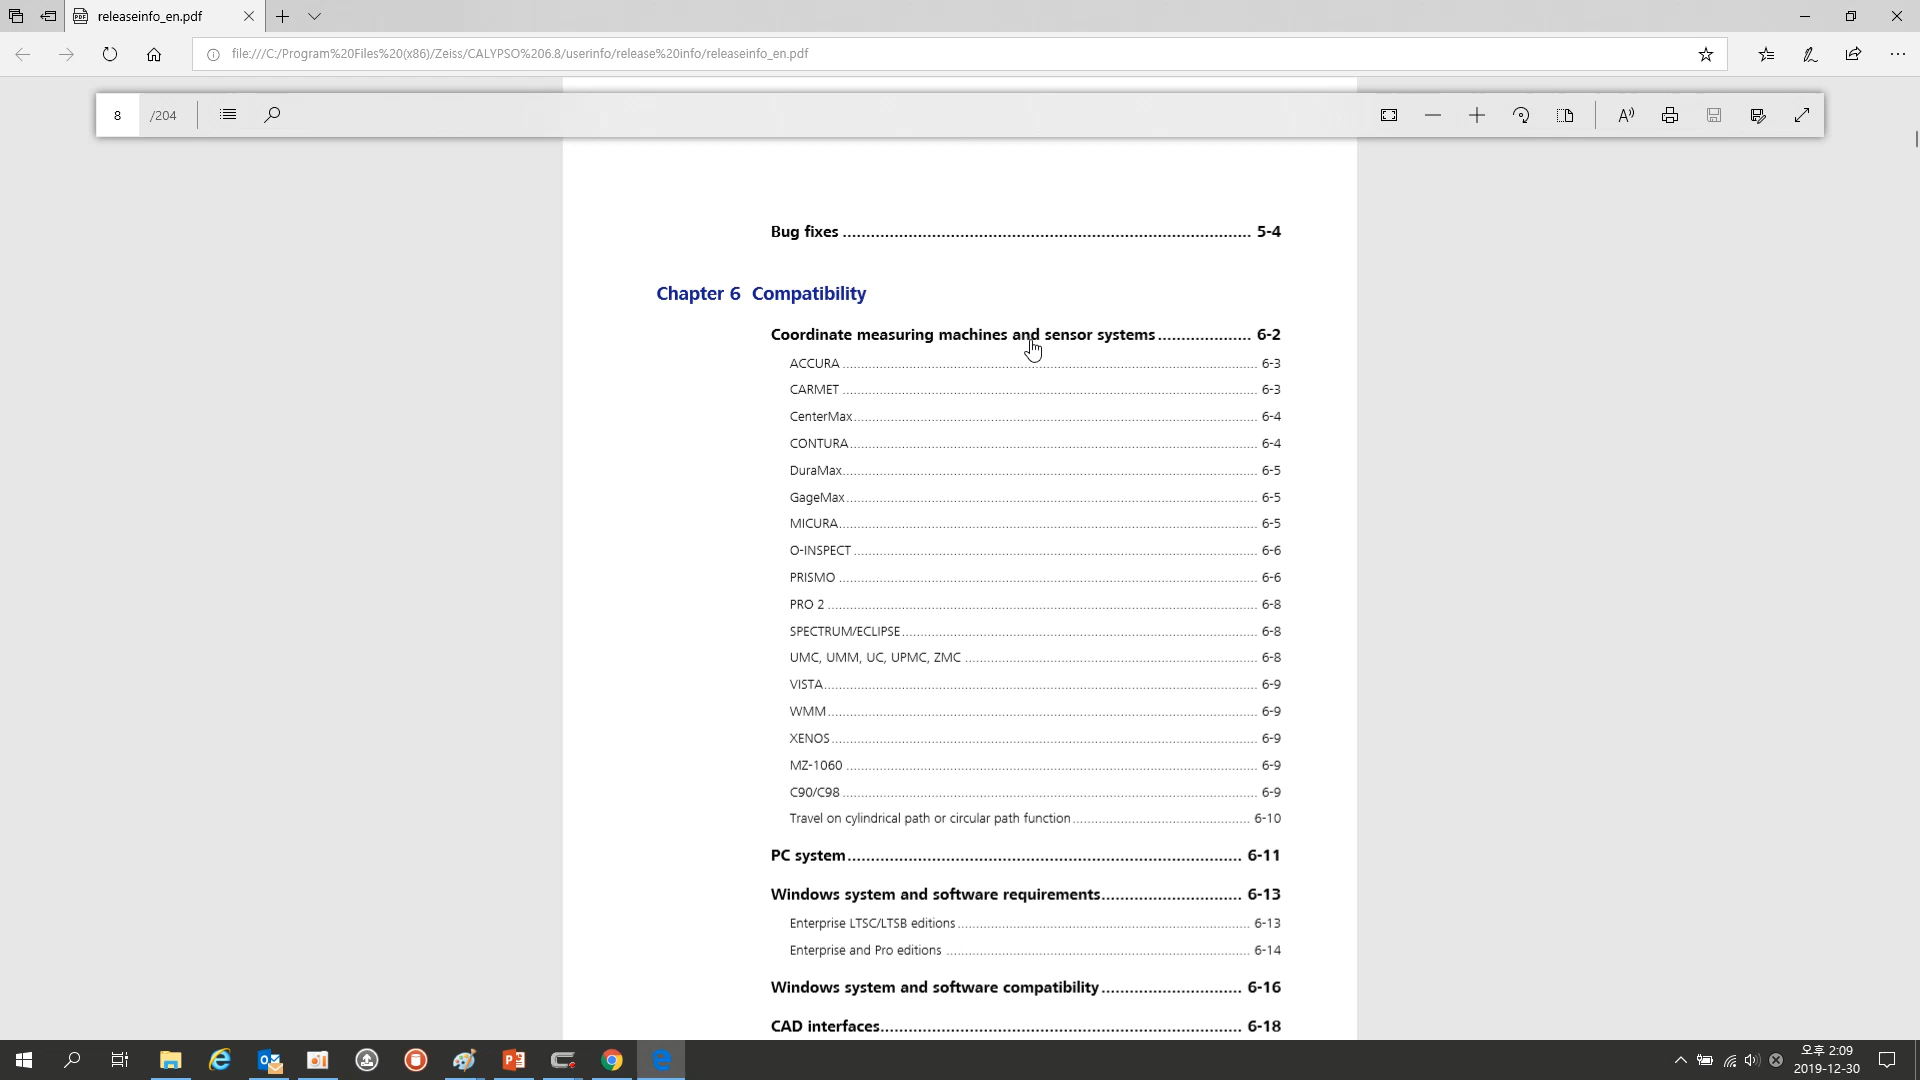 releaseinfo_en.pdf
file:///C:/Program%20Files%20(x86)/Zeiss/CALYPSO%206.8/userinfo/release%20info/releaseinfo_en.pdf
8 /204
Bug fixes ........ 5-4
Chapter 6 Compatibility
Coordinate measuring machines and sensor systems ........ 6-2
ACCURA ........ 6-3
CARMET ........ 6-3
CenterMax ........ 6-4
CONTURA ........ 6-4
DuraMax ........ 6-5
GageMax ........ 6-5
MICURA ........ 6-5
O-INSPECT ........ 6-6
PRISMO ........ 6-6
PRO 2 ........ 6-8
SPECTRUM/ECLIPSE ........ 6-8
UMC, UMM, UC, UPMC, ZMC ........ 6-8
VISTA ........ 6-9
WMM ........ 6-9
XENOS ........ 6-9
MZ-1060 ........ 6-9
C90/C98 ........ 6-9
Travel on cylindrical path or circular path function ........ 6-10
PC system ........ 6-11
Windows system and software requirements ........ 6-13
Enterprise LTSC/LTSB editions ........ 6-13
Enterprise and Pro editions ........ 6-14
Windows system and software compatibility ........ 6-16
CAD interfaces ........ 6-18
오후 2:09
2019-12-30